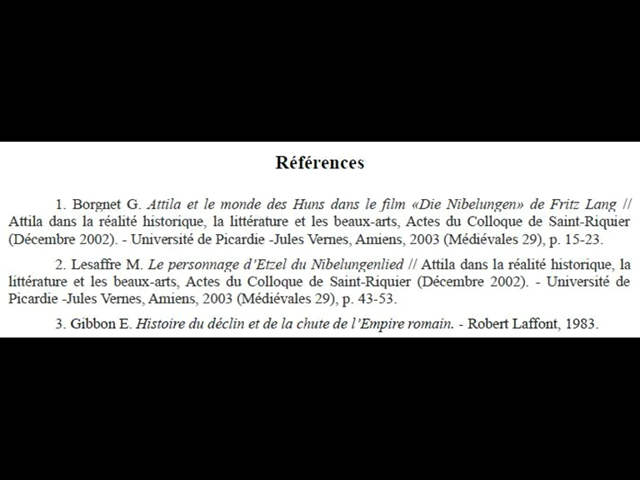 Références
1. Borgnet G. Attila et le monde des Huns dans le film «Die Nibelungen» de Fritz Lang //
Attila dans la réalité historique, la littérature et les beaux-arts, Actes du Colloque de Saint-Riquier
(Décembre 2002). - Université de Picardie -Jules Vernes, Amiens, 2003 (Médiévales 29), p. 15-23.
2. Lesaffre M. Le personnage d'Etzel du Nibelungenlied // Attila dans la réalité historique, la
littérature et les beaux-arts, Actes du Colloque de Saint-Riquier (Décembre 2002). - Université de
Picardie -Jules Vernes, Amiens, 2003 (Médiévales 29), p. 43-53.
3. Gibbon E. Histoire du déclin et de la chute de l'Empire romain. - Robert Laffont, 1983.